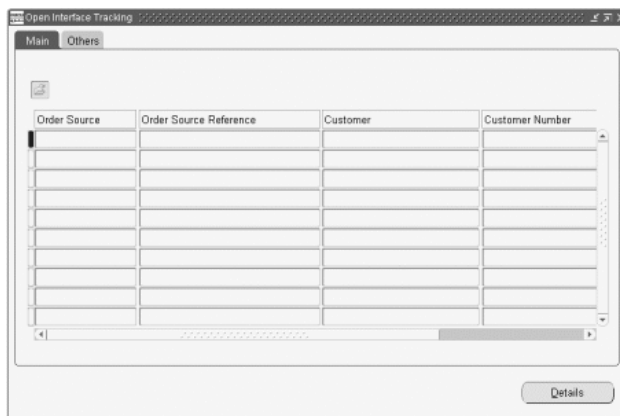 Open Interface Tracking
Main Others
Order Source Order Source Reference Customer Customer Number
Details